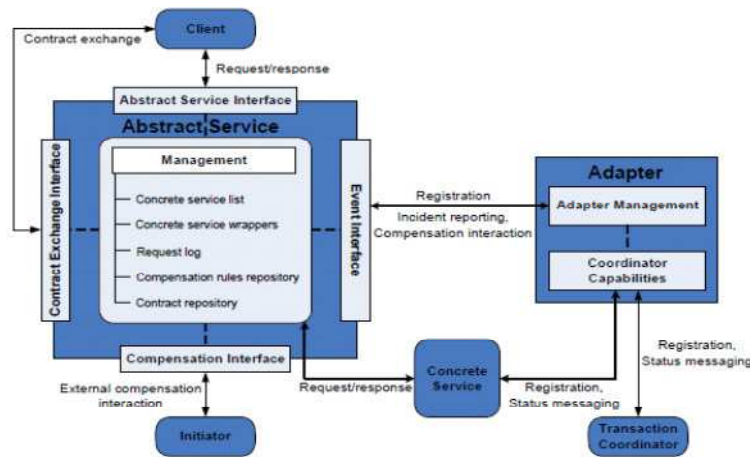 Client
Contract exchange
Request/response
Abstract Service Interface
Abstract Service
Management
Concrete service list
Concrete service wrappers
Request log
Compensation rules repository
Contract repository
Contract Exchange Interface
Event Interface
Compensation Interface
Registration
Incident reporting,
Compensation interaction
Adapter
Adapter Management
Coordinator
Capabilities
Registration,
Status messaging
External compensation
interaction
Request/response
Concrete
Service
Registration,
Status messaging
Initiator
Transaction
Coordinator